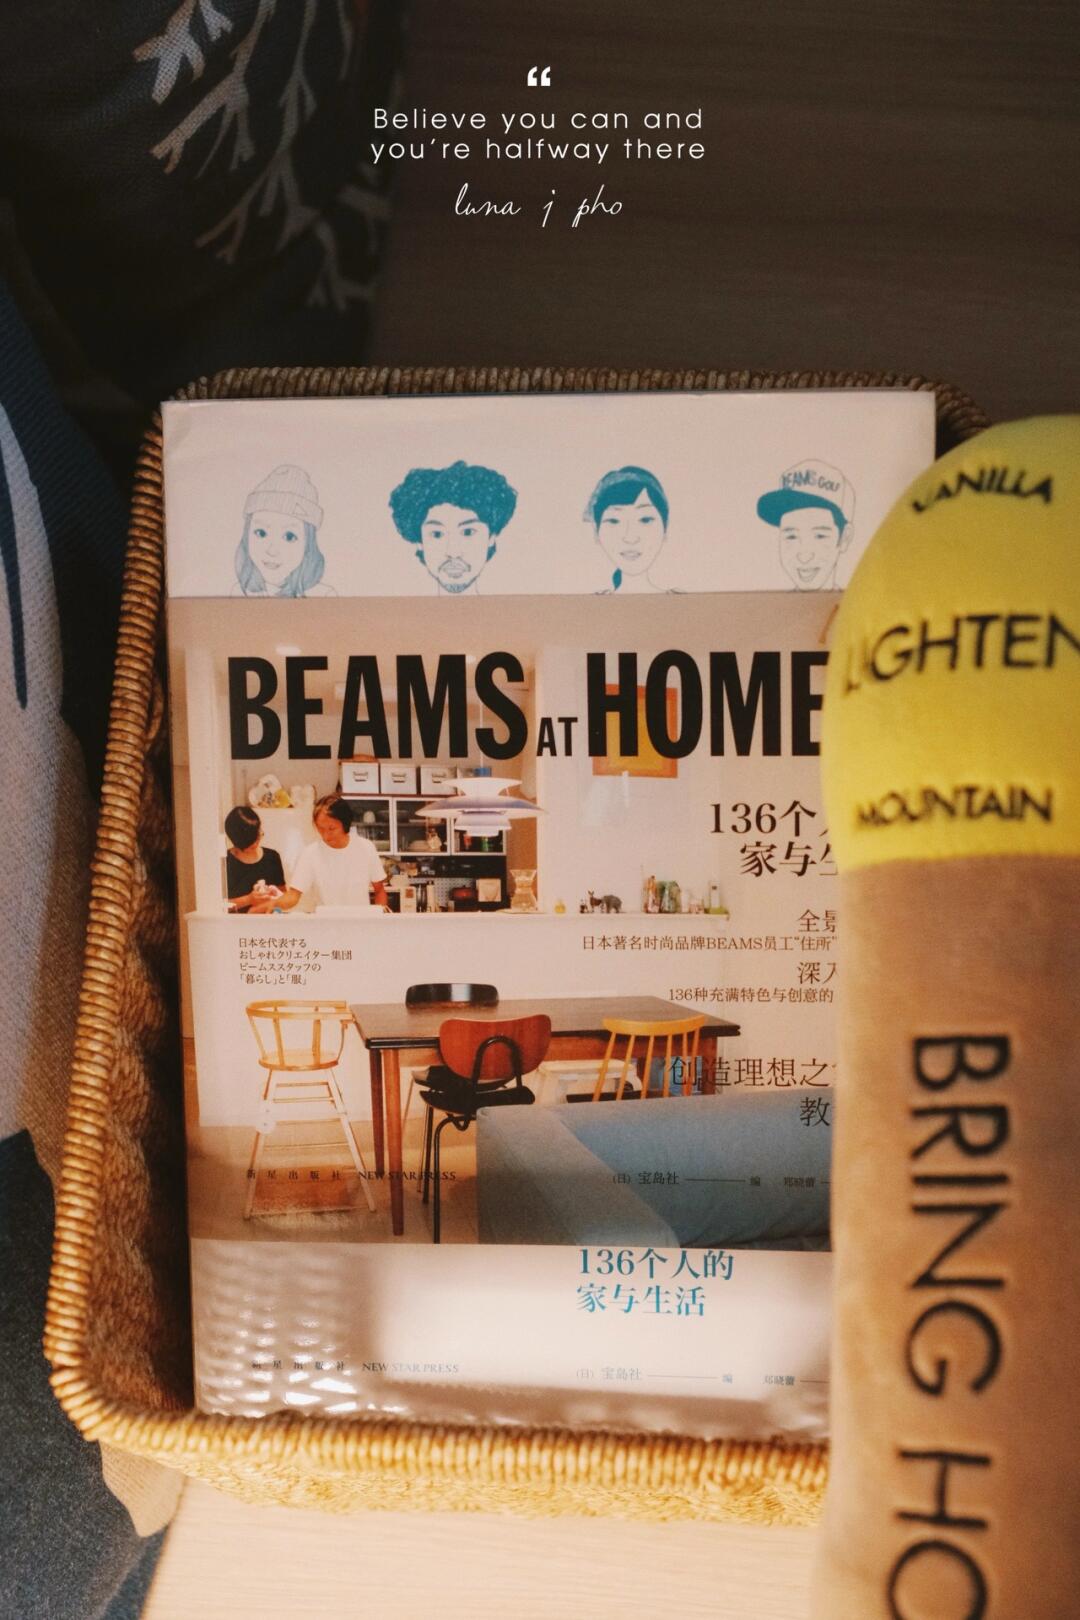 “
Believe you can and
you’re halfway there
luna j pho
BEAMS GOLF
BEAMS AT HOME
136个
家与生
全景
日本著名时尚品牌BEAMS员工“住所”
深入
136种充满特色与创意的
日本を代表する
おしゃれクリエイター集団
ビームススタッフの
「暮らし」と「服」
创造理想之
教
新星出版社 NEW STAR PRESS
(日) 宝岛社 编 郑晓蕾
136个人的
家与生活
新星出版社 NEW STAR PRESS
(日) 宝岛社 编 郑晓蕾
VANILLA
LIGHTEN
MOUNTAIN
BRING HO